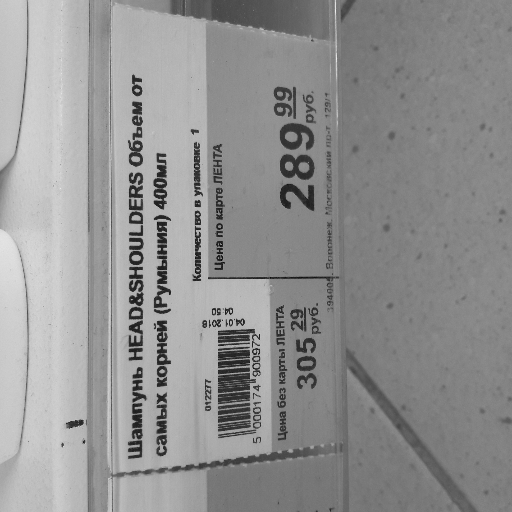 Шампунь HEAD&SHOULDERS Объем от
самых корней (Румыния) 400мл
Количество в упаковке 1
Цена по карте ЛЕНТА
289 99
руб.
012277
04.01.2018
04:50
5 000174 900972
Цена без карты ЛЕНТА
305 29
руб.
Воронеж, Московский пр-т, 129/1